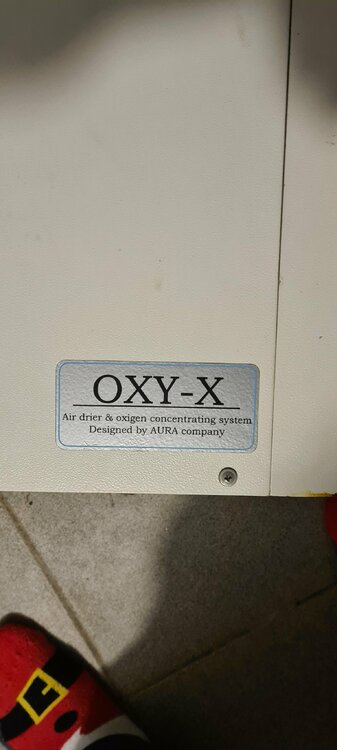 OXY-X
Air drier & oxigen concentrating system
Designed by AURA company